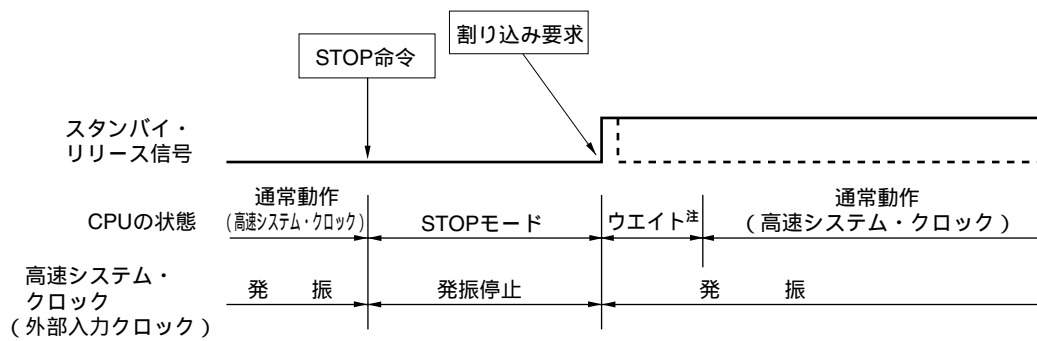 割り込み要求
STOP命令
スタンバイ・
リリース信号
通常動作
通常動作
CPUの状態
(高速システム・クロック)
STOPモード
ウエイト注
(高速システム・クロック)
高速システム・
クロック
(外部入力クロック)
発 振
発振停止
発 振